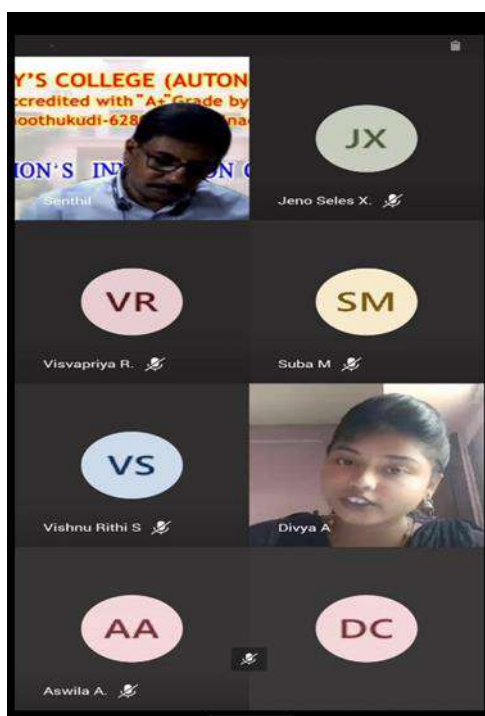 Y'S COLLEGE (AUTON
ccredited with "A+" Grade by
oothukudi-628
ION'S IN
Senthil
JX
Jeno Seles X.
VR
Visvapriya R.
SM
Suba M
VS
Vishnu Rithi S
Divya A
AA
Aswila A.
DC